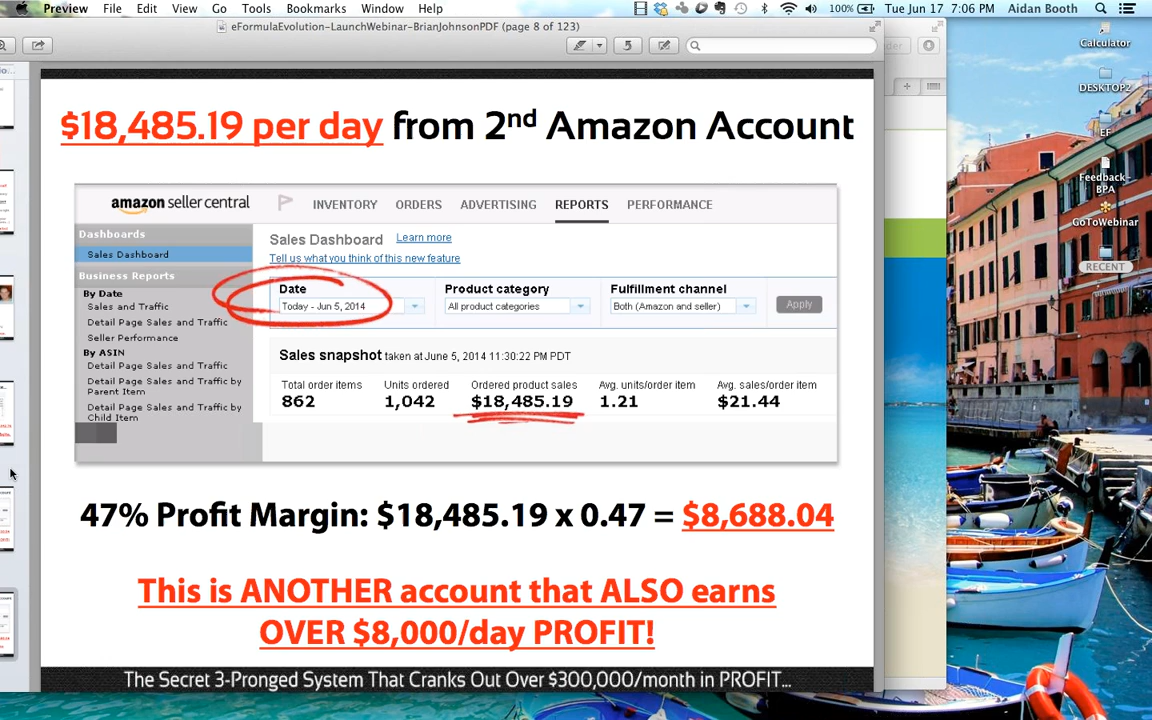 Preview File Edit View Go Tools Bookmarks Window Help 100% Tue Jun 17 7:06 PM Aidan Booth
eFormulaEvolution-LaunchWebinar-BrianJohnsonPDF (page 8 of 123)
$18,485.19 per day from 2nd Amazon Account
amazon seller central INVENTORY ORDERS ADVERTISING REPORTS PERFORMANCE
Dashboards
Sales Dashboard
Business Reports
By Date
Sales and Traffic
Detail Page Sales and Traffic
Seller Performance
By ASIN
Detail Page Sales and Traffic
Detail Page Sales and Traffic by
Parent Item
Detail Page Sales and Traffic by
Child Item
Sales Dashboard Learn more
Tell us what you think of this new feature
Date Product category Fulfillment channel
Today - Jun 5, 2014 All product categories Both (Amazon and seller) Apply
Sales snapshot taken at June 5, 2014 11:30:22 PM PDT
Total order items Units ordered Ordered product sales Avg. units/order item Avg. sales/order item
862 1,042 $18,485.19 1.21 $21.44
47% Profit Margin: $18,485.19 x 0.47 = $8,688.04
This is ANOTHER account that ALSO earns
OVER $8,000/day PROFIT!
The Secret 3-Pronged System That Cranks Out Over $300,000/month in PROFIT...
Calculator
DESKTOP2
EF
Feedback-
BPA
GoToWebinar
RECENT